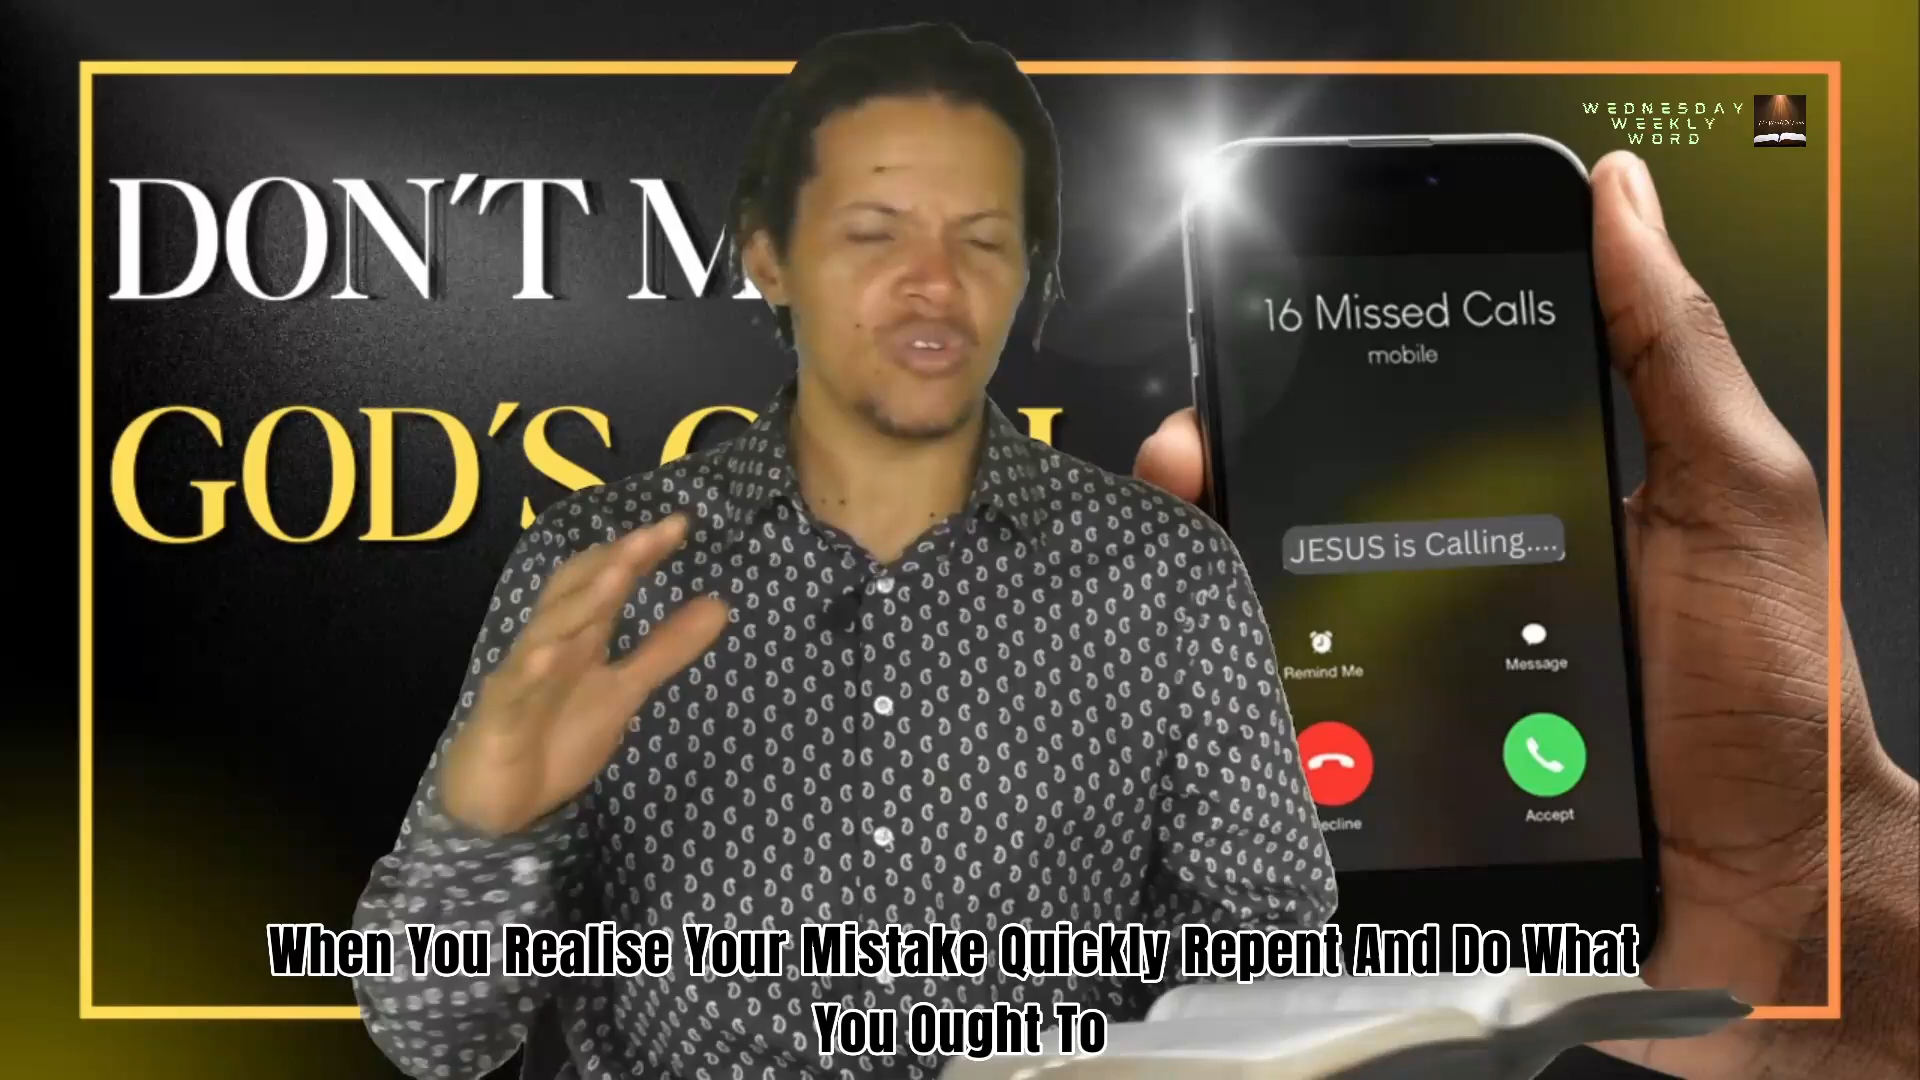 DON'T M
GOD'S
WEDNESDAY
WEEKLY
WORD
16 Missed Calls
mobile
JESUS is Calling....
Remind Me
Message
ecline
Accept
When You Realise Your Mistake Quickly Repent And Do What
You Ought To